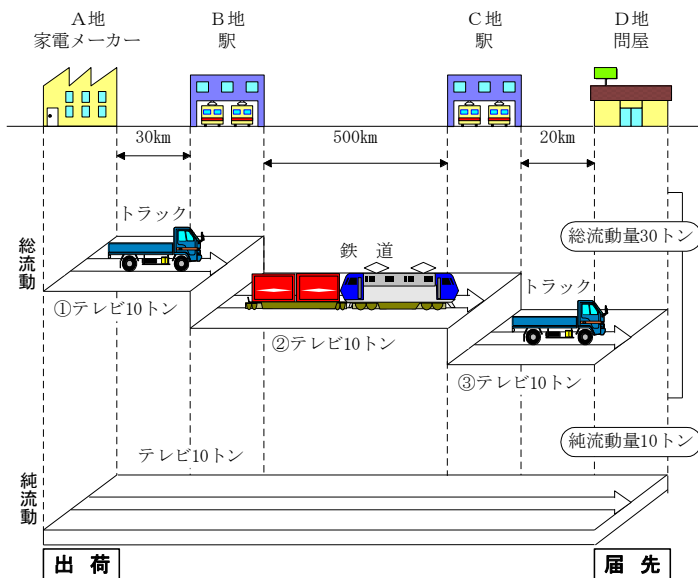 A地
家電メーカー
B地
駅
C地
駅
D地
問屋
30km
500km
20km
総流動
トラック
鉄 道
トラック
総流動量30トン
①テレビ10トン
②テレビ10トン
③テレビ10トン
純流動量10トン
純流動
テレビ10トン
出 荷
届 先